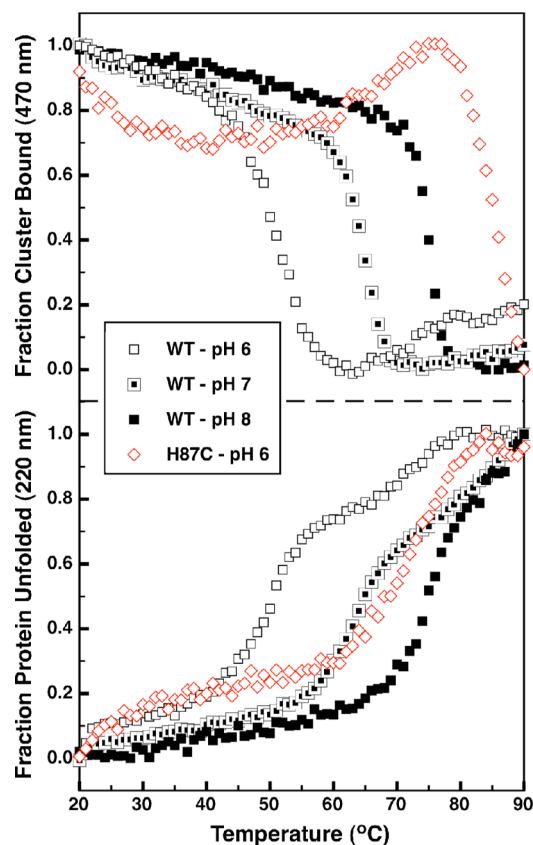 Fraction Cluster Bound (470 nm)
1.0
0.8
0.6
0.4
0.2
0.0
WT - pH 6
WT - pH 7
WT - pH 8
H87C - pH 6
Fraction Protein Unfolded (220 nm)
1.0
0.8
0.6
0.4
0.2
0.0
20 30 40 50 60 70 80 90
Temperature (ºC)